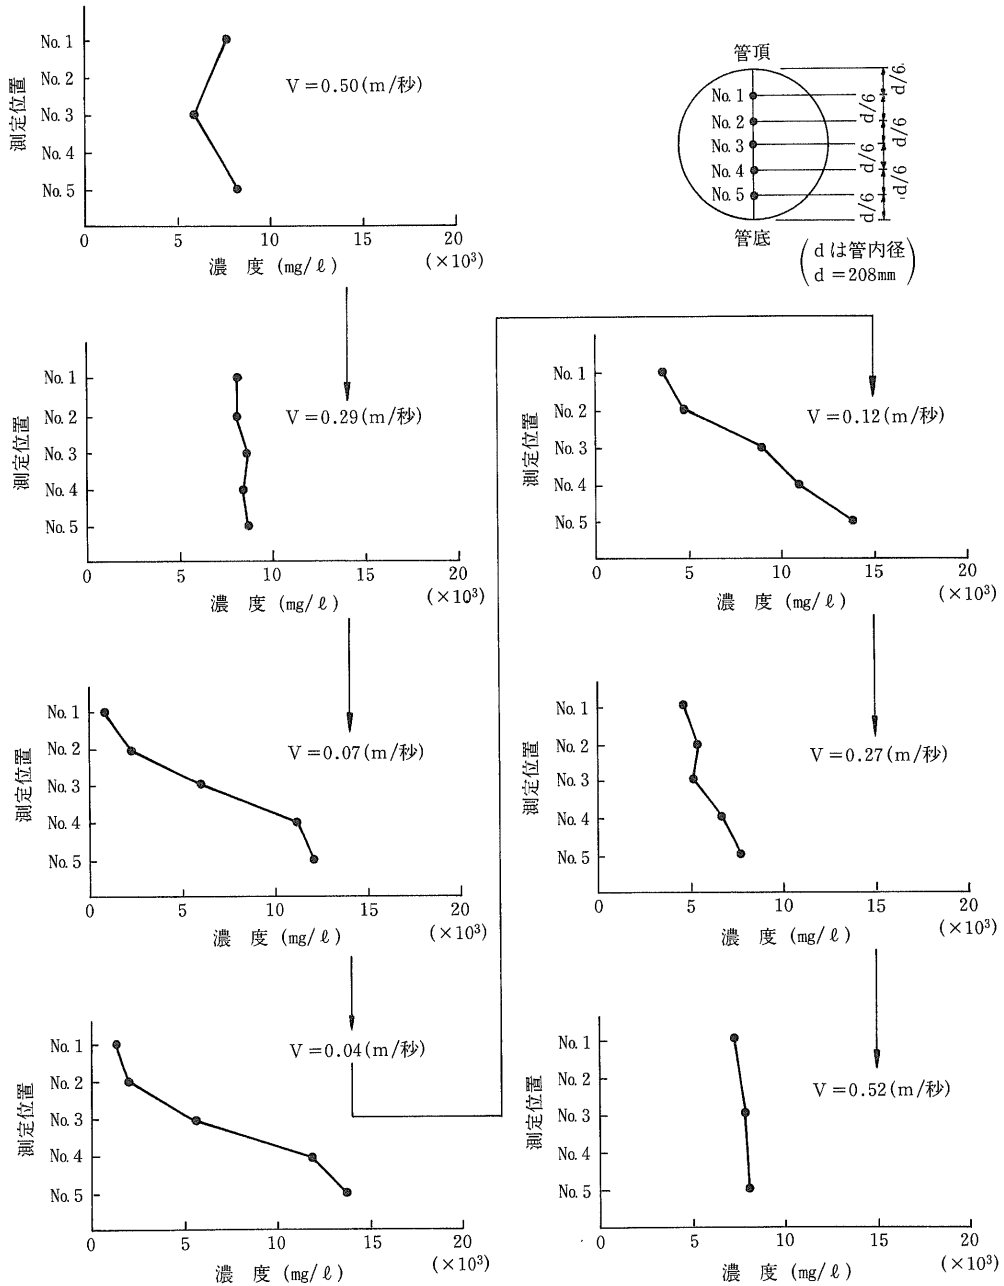 測定位置
No. 1
No. 2
No. 3
No. 4
No. 5
V=0.50(m/秒)
0 5 10 15 20
濃 度 (mg/ℓ) (×10³)
管頂
No. 1
No. 2
No. 3
No. 4
No. 5
管底
d/6
d/6
d/6
d/6
d/6
d/6
dは管内径
d=208mm
測定位置
No. 1
No. 2
No. 3
No. 4
No. 5
V=0.29(m/秒)
0 5 10 15 20
濃 度 (mg/ℓ) (×10³)
測定位置
No. 1
No. 2
No. 3
No. 4
No. 5
V=0.07(m/秒)
0 5 10 15 20
濃 度 (mg/ℓ) (×10³)
測定位置
No. 1
No. 2
No. 3
No. 4
No. 5
V=0.04(m/秒)
0 5 10 15 20
濃 度 (mg/ℓ) (×10³)
測定位置
No. 1
No. 2
No. 3
No. 4
No. 5
V=0.12(m/秒)
0 5 10 15 20
濃 度 (mg/ℓ) (×10³)
測定位置
No. 1
No. 2
No. 3
No. 4
No. 5
V=0.27(m/秒)
0 5 10 15 20
濃 度 (mg/ℓ) (×10³)
測定位置
No. 1
No. 2
No. 3
No. 4
No. 5
V=0.52(m/秒)
0 5 10 15 20
濃 度 (mg/ℓ) (×10³)